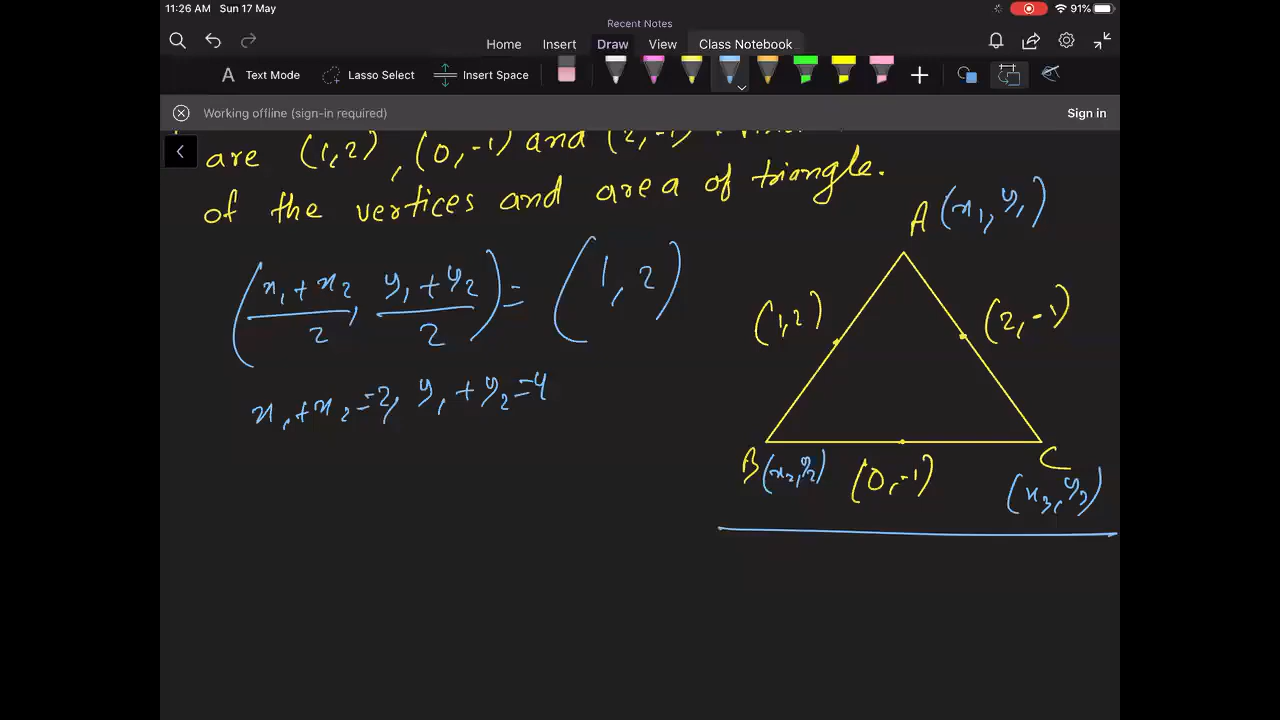 11:26 AM Sun 17 May
91%
Recent Notes
Home Insert Draw View Class Notebook
Text Mode Lasso Select Insert Space
Working offline (sign-in required) Sign in
are (1,2), (0,-1) and (2,-1)
of the vertices and area of triangle.
A (x₁, y₁)
((x₁+x₂)/2, (y₁+y₂)/2) = (1, 2)
(1,2) (2,-1)
x₁+x₂=2, y₁+y₂=4
B (x₂,y₂) (0,-1) C
(x₃, y₃)